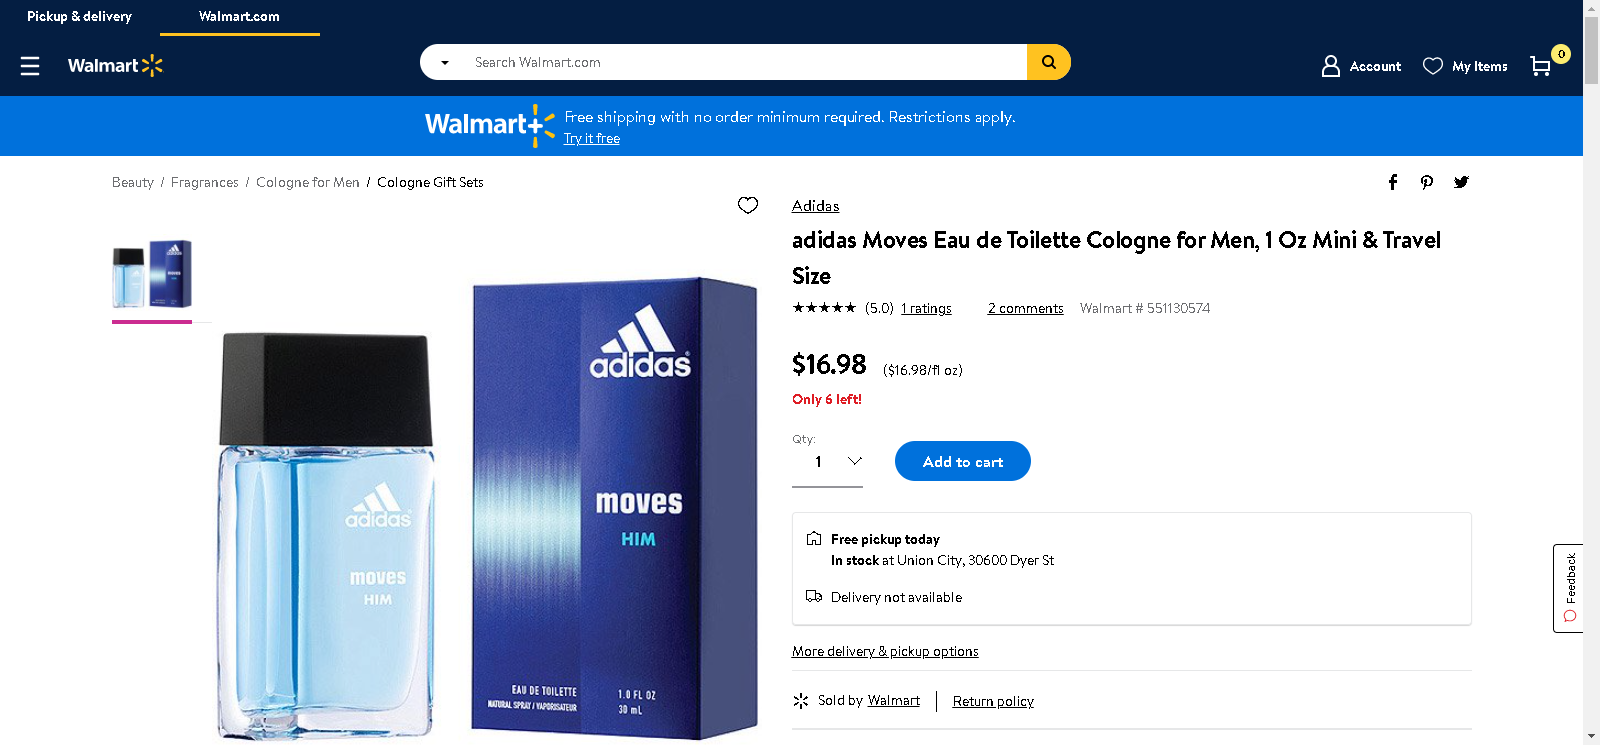 Pickup & delivery
Walmart.com
Walmart
Search Walmart.com
Account
My Items
0
Walmart+
Free shipping with no order minimum required. Restrictions apply.
Try it free
Beauty / Fragrances / Cologne for Men / Cologne Gift Sets
Adidas
adidas Moves Eau de Toilette Cologne for Men, 1 Oz Mini & Travel
Size
★★★★★ (5.0) 1 ratings 2 comments Walmart # 551130574
$16.98 ($16.98/fl oz)
Only 6 left!
Qty:
1
Add to cart
Free pickup today
In stock at Union City, 30600 Dyer St
Delivery not available
More delivery & pickup options
Sold by Walmart
Return policy
Feedback
adidas
moves
HIM
adidas
moves
HIM
EAU DE TOILETTE
NATURAL SPRAY / VAPORISATEUR
1.0 FL OZ
30 mL